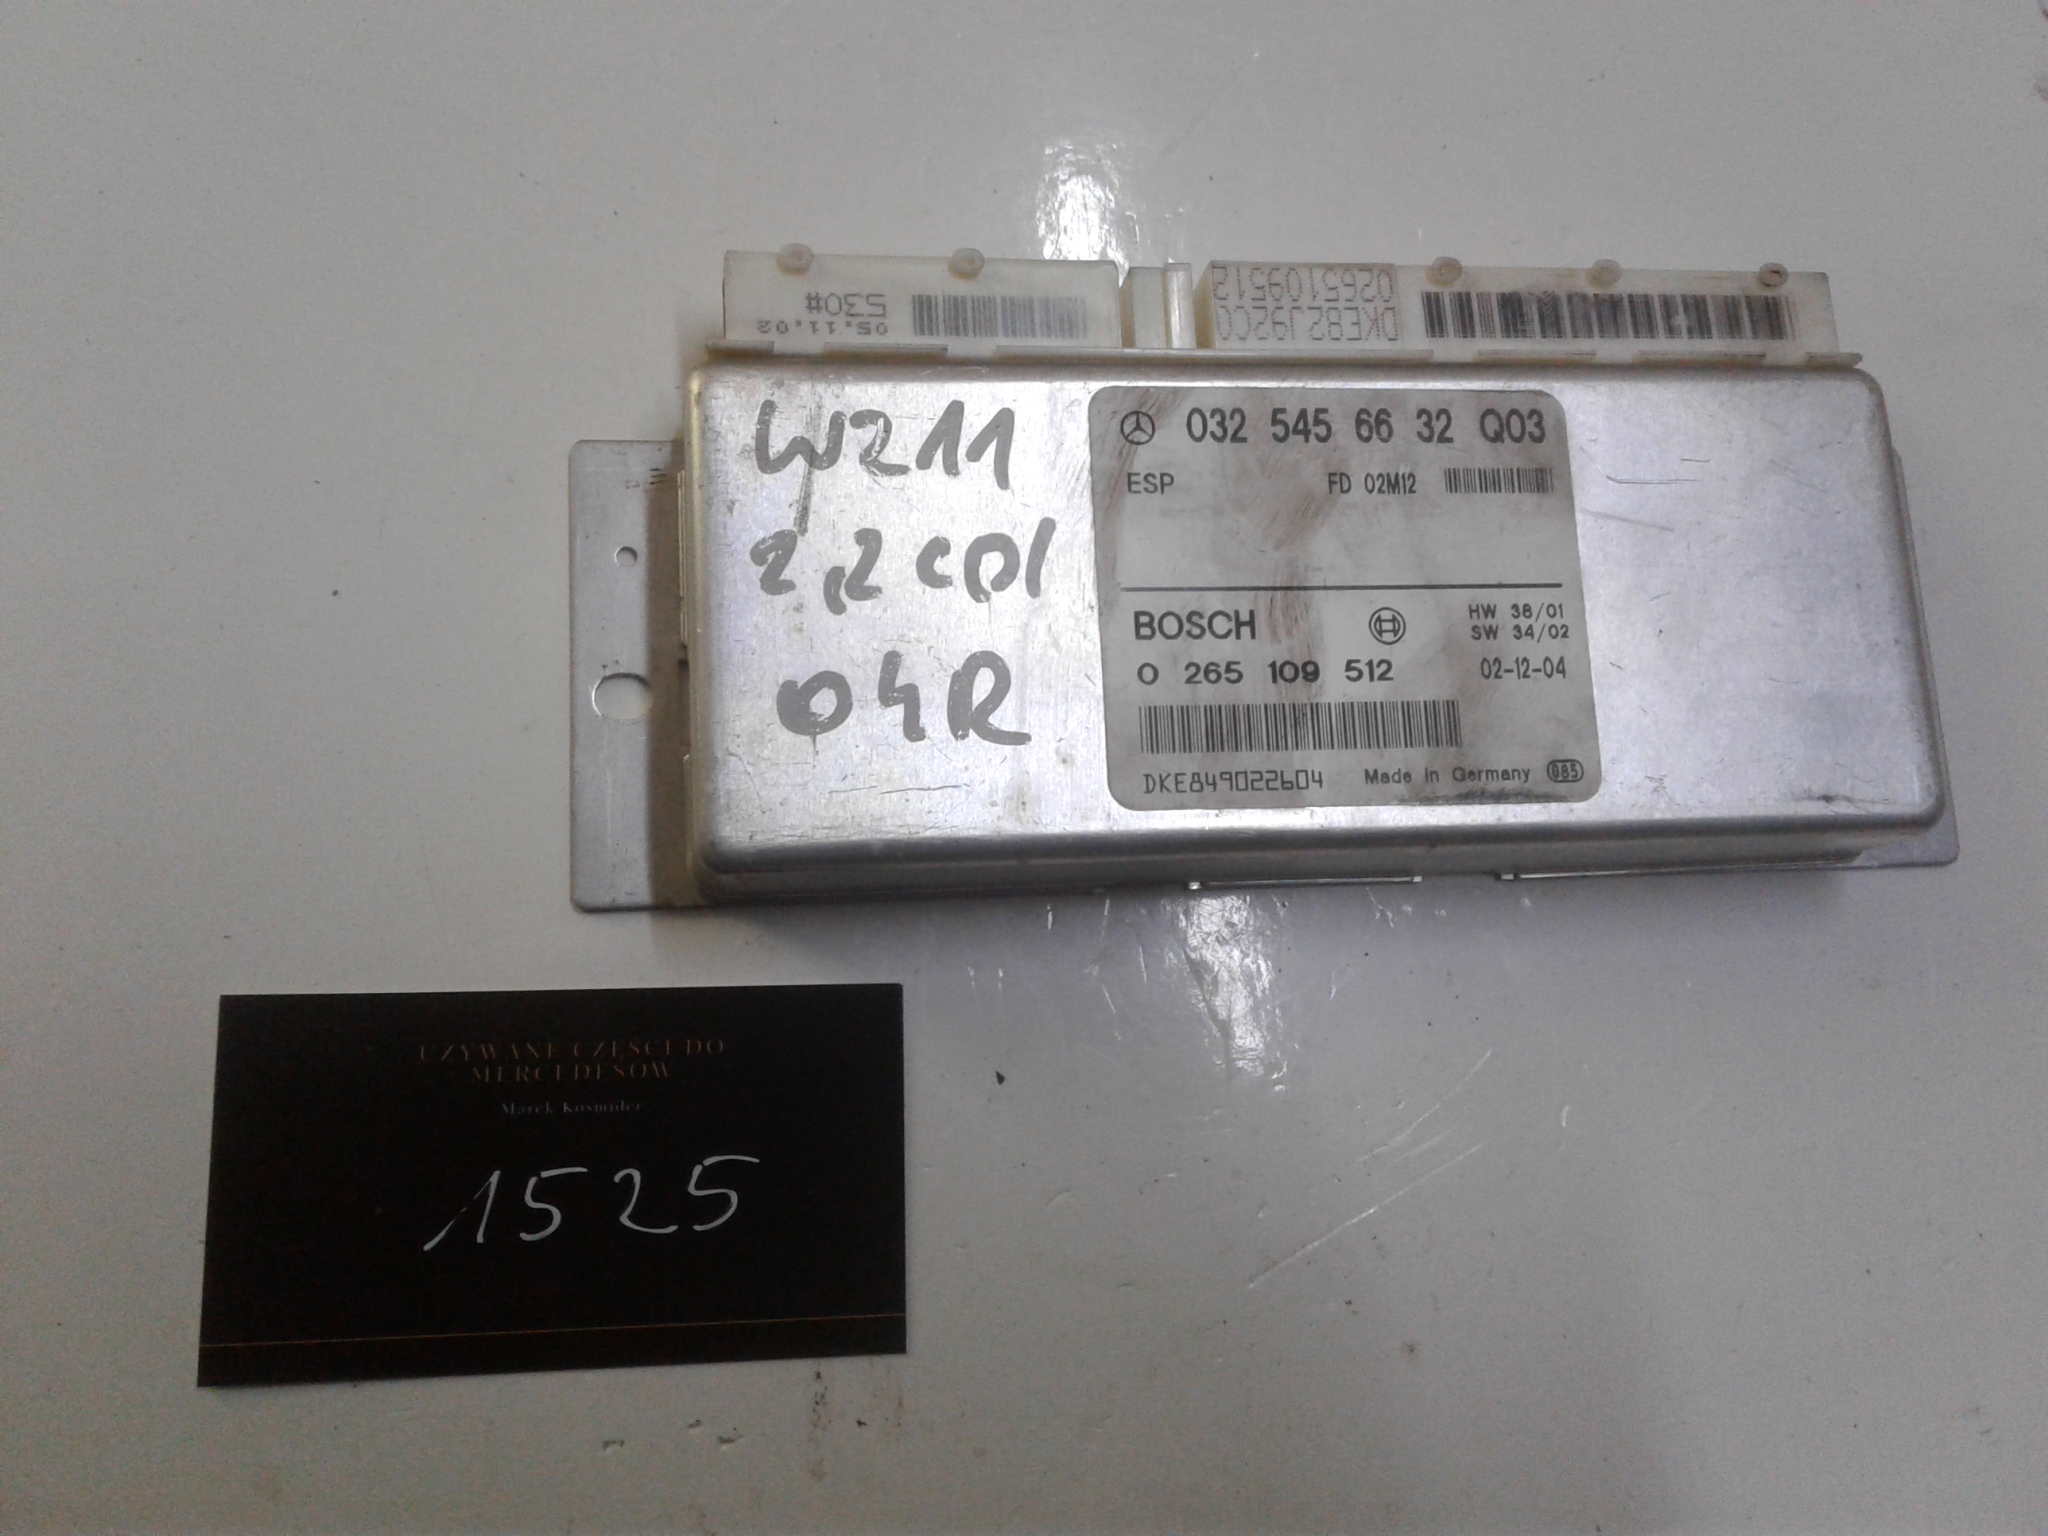 05.11.02
530#
DKE82J92C0
0265109512
W211
2,2 CDI
04R
032 545 66 32 Q03
ESP FD 02M12
BOSCH
HW 38/01
SW 34/02
0 265 109 512 02-12-04
DKE849022604 Made in Germany 085
UŻYWANE CZĘŚCI DO
MERCEDESÓW
Marek Kosmider
1525